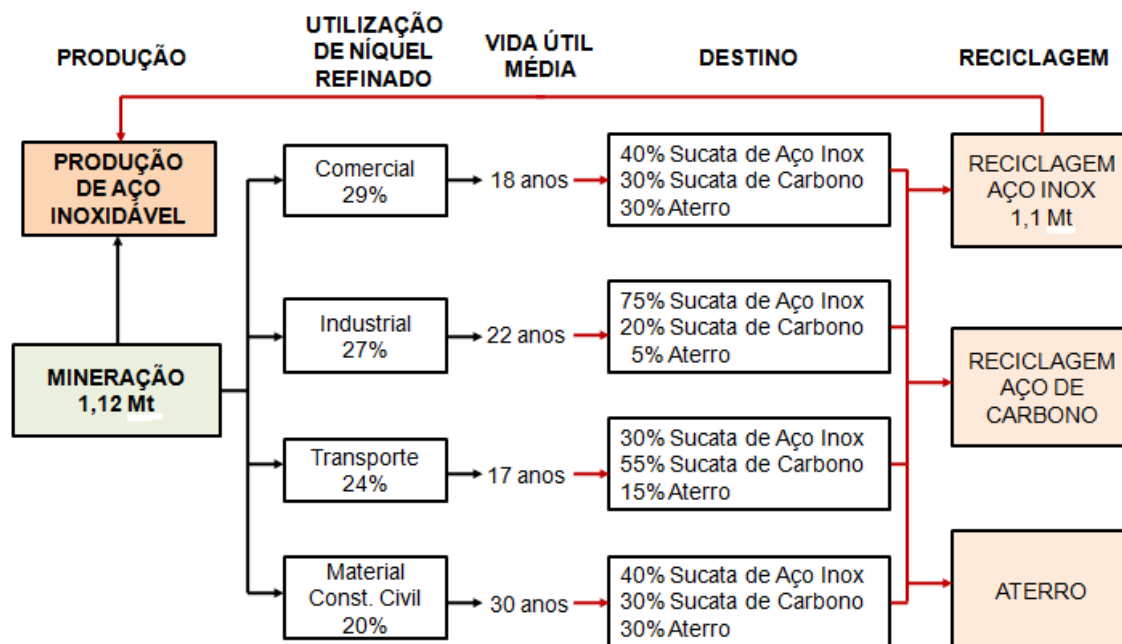 PRODUÇÃO
UTILIZAÇÃO
DE NÍQUEL
REFINADO
VIDA ÚTIL
MÉDIA
DESTINO
RECICLAGEM
PRODUÇÃO
DE AÇO
INOXIDÁVEL
MINERAÇÃO
1,12 Mt
Comercial
29%
18 anos
40% Sucata de Aço Inox
30% Sucata de Carbono
30% Aterro
RECICLAGEM
AÇO INOX
1,1 Mt
Industrial
27%
22 anos
75% Sucata de Aço Inox
20% Sucata de Carbono
5% Aterro
RECICLAGEM
AÇO DE
CARBONO
Transporte
24%
17 anos
30% Sucata de Aço Inox
55% Sucata de Carbono
15% Aterro
Material
Const. Civil
20%
30 anos
40% Sucata de Aço Inox
30% Sucata de Carbono
30% Aterro
ATERRO